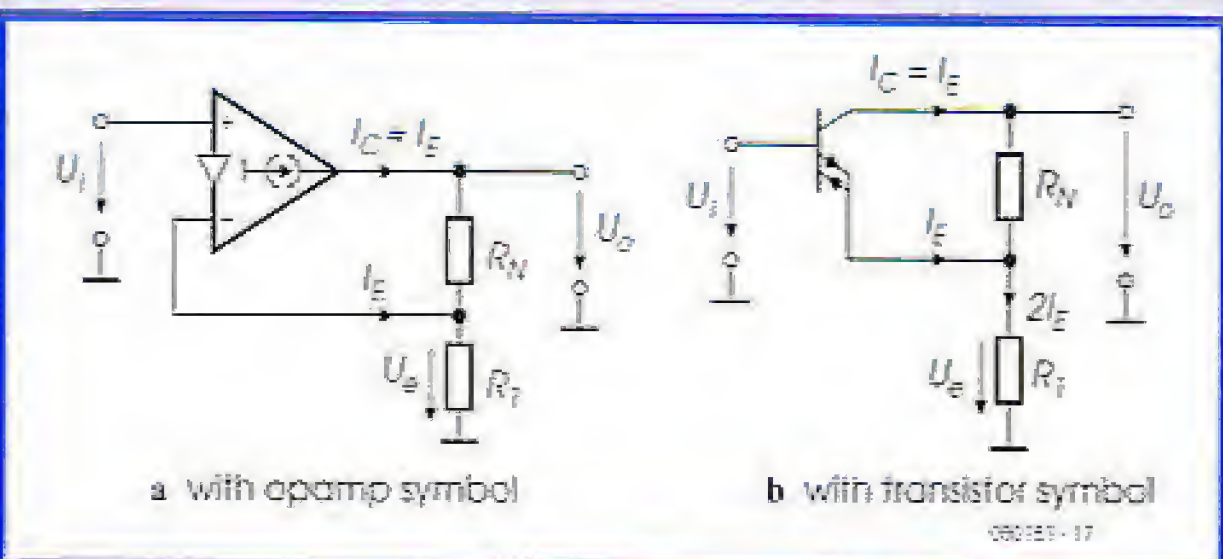 I_C = I_E
+
U_i
1
−
R_N
U_o
I_E
U_e
R_1
a with opamp symbol
I_C = I_E
U_i
R_N
U_o
I_E
2I_E
U_e
R_1
b with transistor symbol